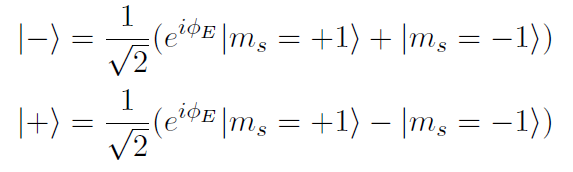 |−⟩ = 1/√2 (e^{iϕ_E}|m_s = +1⟩ + |m_s = −1⟩)
|+⟩ = 1/√2 (e^{iϕ_E}|m_s = +1⟩ − |m_s = −1⟩)